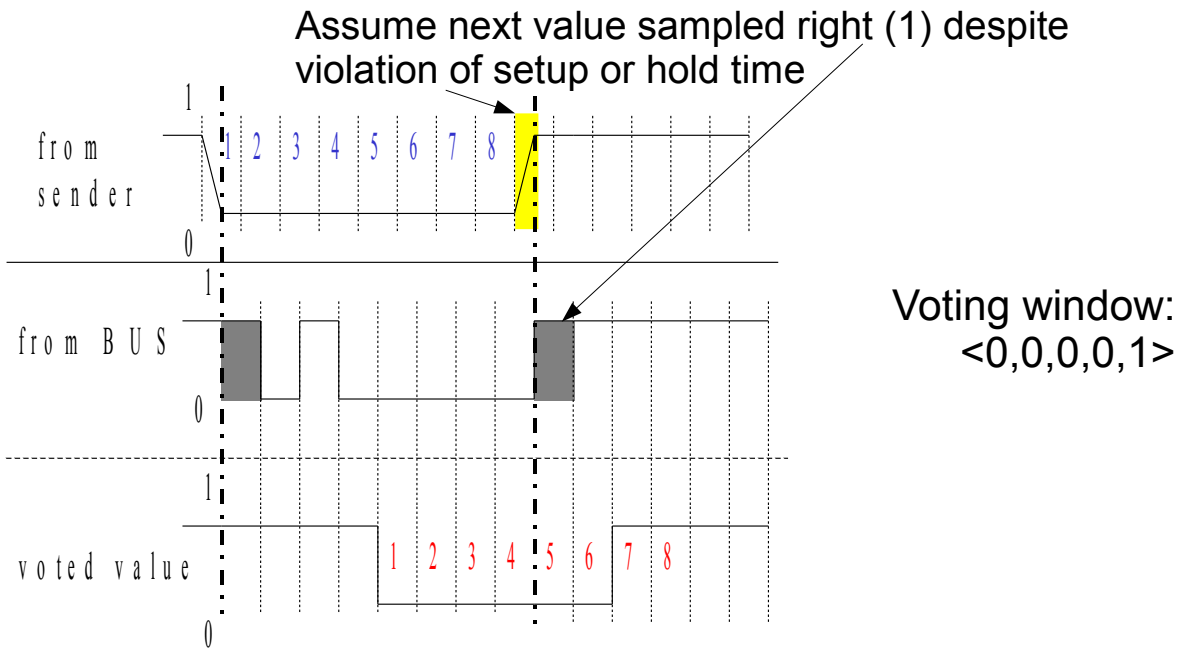 Assume next value sampled right (1) despite
violation of setup or hold time
1
from
sender
1 2 3 4 5 6 7 8
0
1
from BUS
0
Voting window:
<0,0,0,0,1>
1
voted value
1 2 3 4 5 6 7 8
0